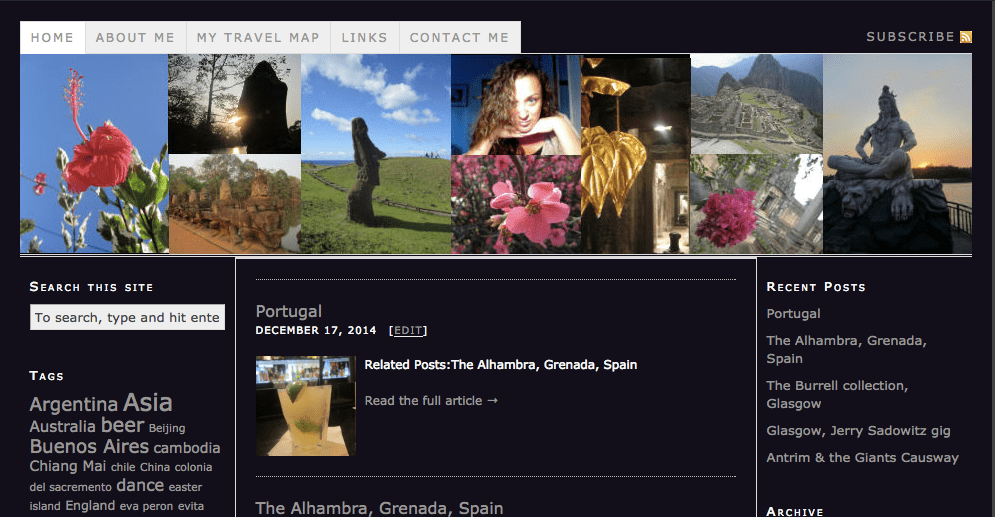 HOME ABOUT ME MY TRAVEL MAP LINKS CONTACT ME SUBSCRIBE
Search this site
To search, type and hit ente
Tags
Argentina Asia
Australia beer Beijing
Buenos Aires cambodia
Chiang Mai chile China colonia
del sacremento dance easter
island England eva peron evita
Portugal
DECEMBER 17, 2014 [EDIT]
Related Posts:The Alhambra, Grenada, Spain
Read the full article →
The Alhambra, Grenada, Spain
Recent Posts
Portugal
The Alhambra, Grenada,
Spain
The Burrell collection,
Glasgow
Glasgow, Jerry Sadowitz gig
Antrim & the Giants Causway
Archive